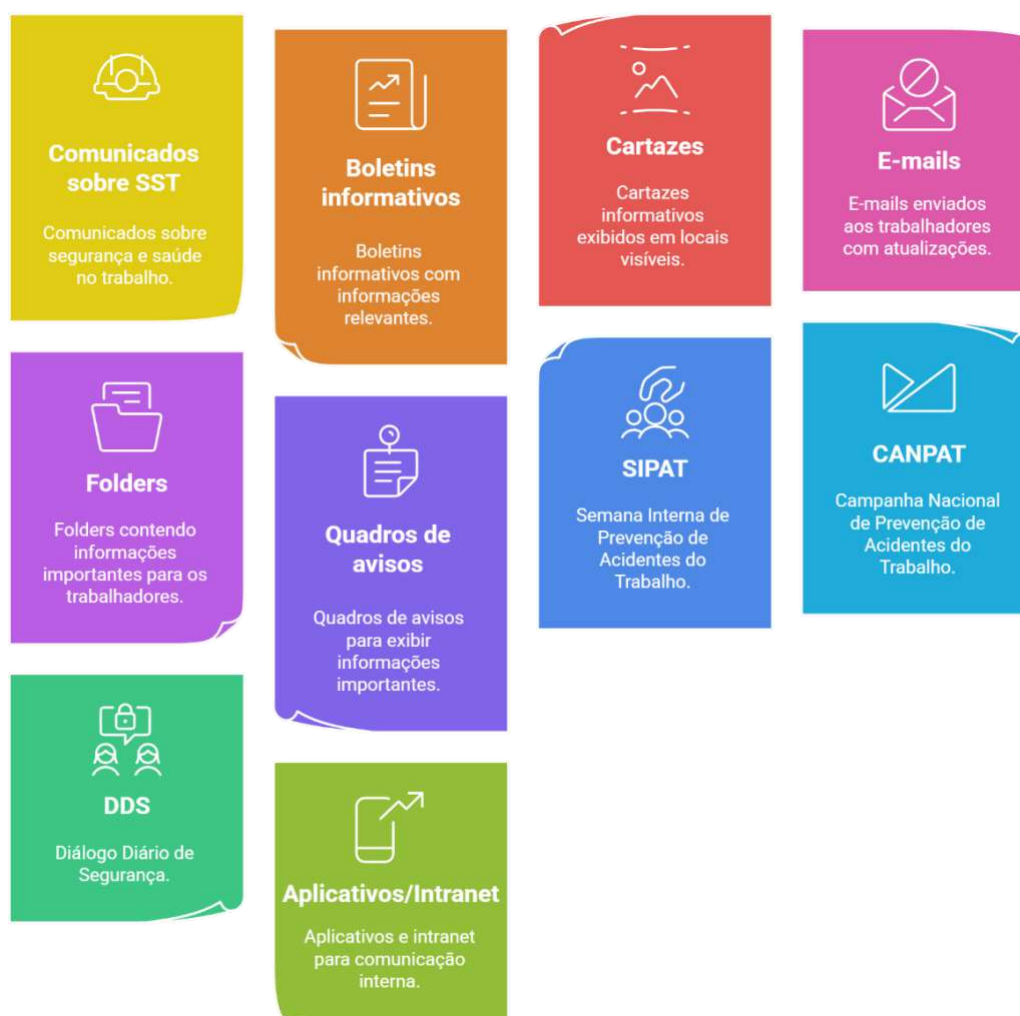 Comunicados
sobre SST
Comunicados sobre
segurança e saúde
no trabalho.
Boletins
informativos
Boletins
informativos com
informações
relevantes.
Cartazes
Cartazes
informativos
exibidos em locais
visíveis.
E-mails
E-mails enviados
aos trabalhadores
com atualizações.
Folders
Folders contendo
informações
importantes para os
trabalhadores.
Quadros de
avisos
Quadros de avisos
para exibir
informações
importantes.
SIPAT
Semana Interna de
Prevenção de
Acidentes do
Trabalho.
CANPAT
Campanha Nacional
de Prevenção de
Acidentes do
Trabalho.
DDS
Diálogo Diário de
Segurança.
Aplicativos/Intranet
Aplicativos e intranet
para comunicação
interna.